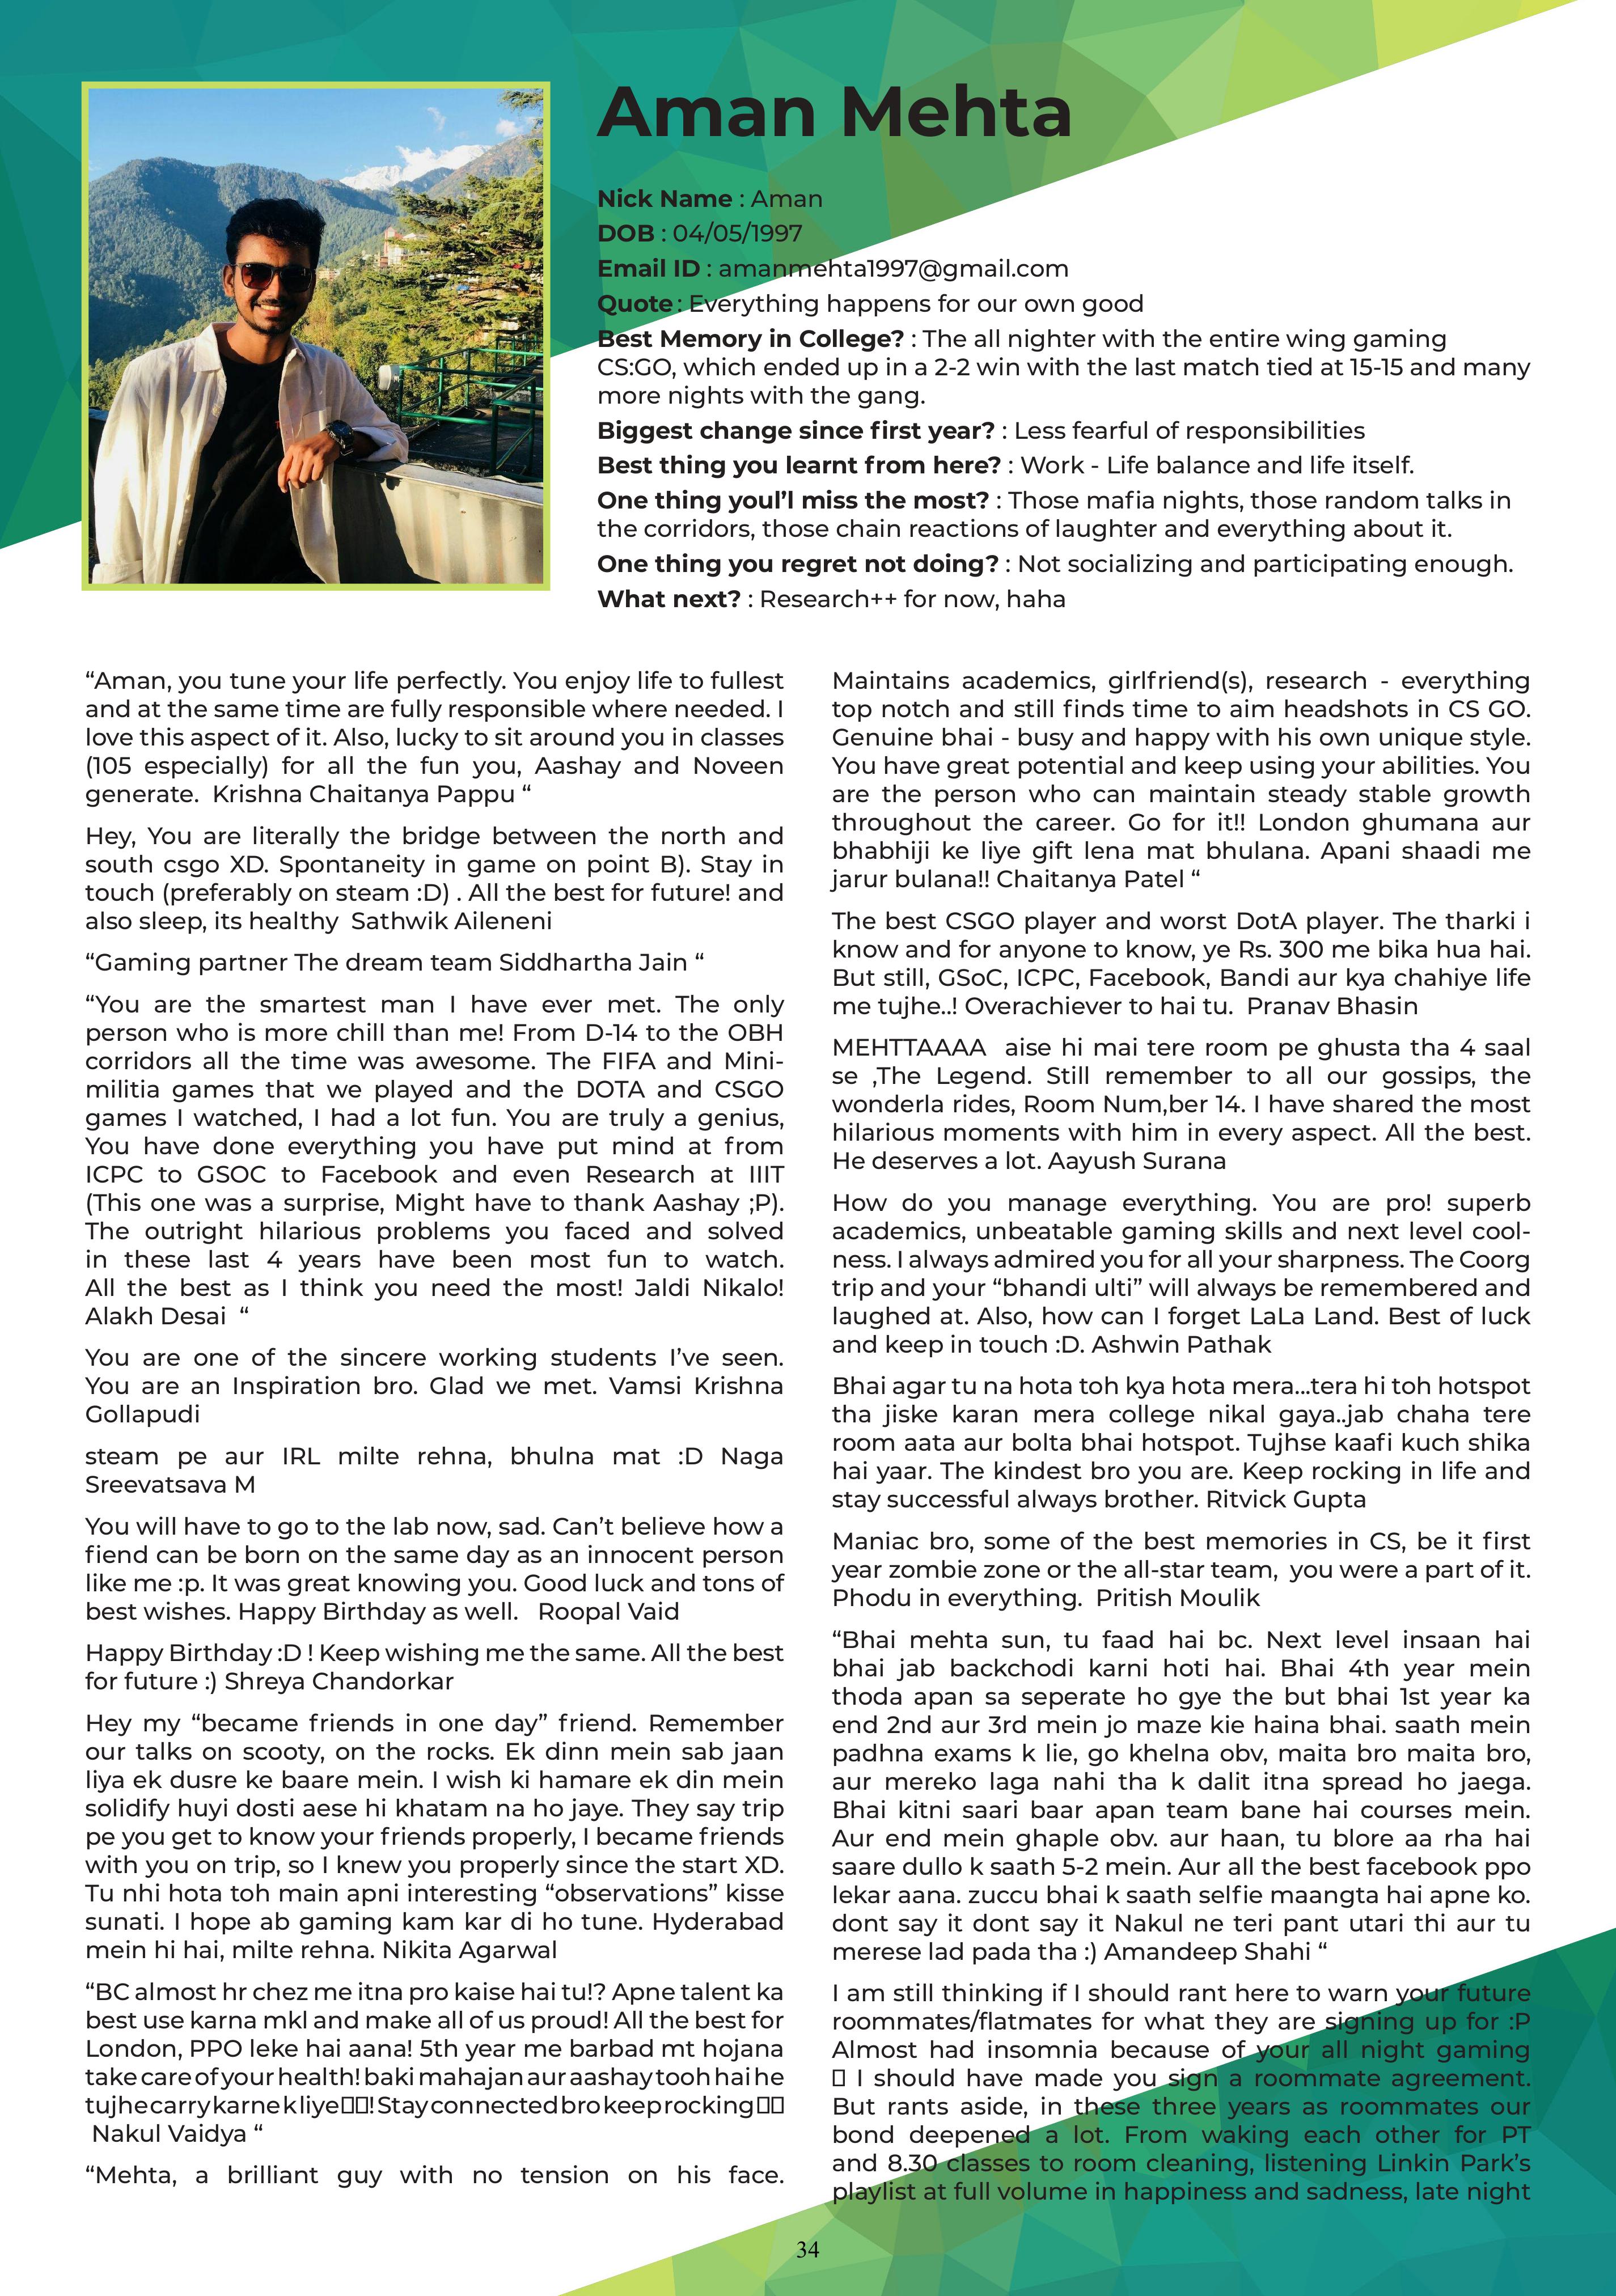 Aman Mehta
Nick Name : Aman
DOB : 04/05/1997
Email ID : amanmehta1997@gmail.com
Quote : Everything happens for our own good
Best Memory in College? : The all nighter with the entire wing gaming
CS:GO, which ended up in a 2-2 win with the last match tied at 15-15 and many
more nights with the gang.
Biggest change since first year? : Less fearful of responsibilities
Best thing you learnt from here? : Work - Life balance and life itself.
One thing youl’l miss the most? : Those mafia nights, those random talks in
the corridors, those chain reactions of laughter and everything about it.
One thing you regret not doing? : Not socializing and participating enough.
What next? : Research++ for now, haha
“Aman, you tune your life perfectly. You enjoy life to fullest
and at the same time are fully responsible where needed. I
love this aspect of it. Also, lucky to sit around you in classes
(105 especially) for all the fun you, Aashay and Noveen
generate.  Krishna Chaitanya Pappu “
Hey, You are literally the bridge between the north and
south csgo XD. Spontaneity in game on point B). Stay in
touch (preferably on steam :D) . All the best for future! and
also sleep, its healthy  Sathwik Aileneni
“Gaming partner The dream team Siddhartha Jain “
“You are the smartest man I have ever met. The only
person who is more chill than me! From D-14 to the OBH
corridors all the time was awesome. The FIFA and Mini-
militia games that we played and the DOTA and CSGO
games I watched, I had a lot fun. You are truly a genius,
You have done everything you have put mind at from
ICPC to GSOC to Facebook and even Research at IIIT
(This one was a surprise, Might have to thank Aashay ;P).
The outright hilarious problems you faced and solved
in these last 4 years have been most fun to watch.
All the best as I think you need the most! Jaldi Nikalo!
Alakh Desai  “
You are one of the sincere working students I’ve seen.
You are an Inspiration bro. Glad we met. Vamsi Krishna
Gollapudi
steam pe aur IRL milte rehna, bhulna mat :D Naga
Sreevatsava M
You will have to go to the lab now, sad. Can’t believe how a
fiend can be born on the same day as an innocent person
like me :p. It was great knowing you. Good luck and tons of
best wishes. Happy Birthday as well.   Roopal Vaid
Happy Birthday :D ! Keep wishing me the same. All the best
for future :) Shreya Chandorkar
Hey my “became friends in one day” friend. Remember
our talks on scooty, on the rocks. Ek dinn mein sab jaan
liya ek dusre ke baare mein. I wish ki hamare ek din mein
solidify huyi dosti aese hi khatam na ho jaye. They say trip
pe you get to know your friends properly, I became friends
with you on trip, so I knew you properly since the start XD.
Tu nhi hota toh main apni interesting “observations” kisse
sunati. I hope ab gaming kam kar di ho tune. Hyderabad
mein hi hai, milte rehna. Nikita Agarwal
“BC almost hr chez me itna pro kaise hai tu!? Apne talent ka
best use karna mkl and make all of us proud! All the best for
London, PPO leke hai aana! 5th year me barbad mt hojana
take care of your health! baki mahajan aur aashay tooh hai he
tujhe carry karne k liye▯▯! Stay connected bro keep rocking▯▯
Nakul Vaidya “
“Mehta, a brilliant guy with no tension on his face.
Maintains academics, girlfriend(s), research - everything
top notch and still finds time to aim headshots in CS GO.
Genuine bhai - busy and happy with his own unique style.
You have great potential and keep using your abilities. You
are the person who can maintain steady stable growth
throughout the career. Go for it!! London ghumana aur
bhabhiji ke liye gift lena mat bhulana. Apani shaadi me
jarur bulana!! Chaitanya Patel “
The best CSGO player and worst DotA player. The tharki i
know and for anyone to know, ye Rs. 300 me bika hua hai.
But still, GSoC, ICPC, Facebook, Bandi aur kya chahiye life
me tujhe..! Overachiever to hai tu.  Pranav Bhasin
MEHTTAAAA  aise hi mai tere room pe ghusta tha 4 saal
se ,The Legend. Still remember to all our gossips, the
wonderla rides, Room Num,ber 14. I have shared the most
hilarious moments with him in every aspect. All the best.
He deserves a lot. Aayush Surana
How do you manage everything. You are pro! superb
academics, unbeatable gaming skills and next level cool-
ness. I always admired you for all your sharpness. The Coorg
trip and your “bhandi ulti” will always be remembered and
laughed at. Also, how can I forget LaLa Land. Best of luck
and keep in touch :D. Ashwin Pathak
Bhai agar tu na hota toh kya hota mera...tera hi toh hotspot
tha jiske karan mera college nikal gaya..jab chaha tere
room aata aur bolta bhai hotspot. Tujhse kaafi kuch shika
hai yaar. The kindest bro you are. Keep rocking in life and
stay successful always brother. Ritvick Gupta
Maniac bro, some of the best memories in CS, be it first
year zombie zone or the all-star team,  you were a part of it.
Phodu in everything.  Pritish Moulik
“Bhai mehta sun, tu faad hai bc. Next level insaan hai
bhai jab backchodi karni hoti hai. Bhai 4th year mein
thoda apan sa seperate ho gye the but bhai 1st year ka
end 2nd aur 3rd mein jo maze kie haina bhai. saath mein
padhna exams k lie, go khelna obv, maita bro maita bro,
aur mereko laga nahi tha k dalit itna spread ho jaega.
Bhai kitni saari baar apan team bane hai courses mein.
Aur end mein ghaple obv. aur haan, tu blore aa rha hai
saare dullo k saath 5-2 mein. Aur all the best facebook ppo
lekar aana. zuccu bhai k saath selfie maangta hai apne ko.
dont say it dont say it Nakul ne teri pant utari thi aur tu
merese lad pada tha :) Amandeep Shahi “
I am still thinking if I should rant here to warn your future
roommates/flatmates for what they are signing up for :P
Almost had insomnia because of your all night gaming
▯ I should have made you sign a roommate agreement.
But rants aside, in these three years as roommates our
bond deepened a lot. From waking each other for PT
and 8.30 classes to room cleaning, listening Linkin Park’s
playlist at full volume in happiness and sadness, late night
34